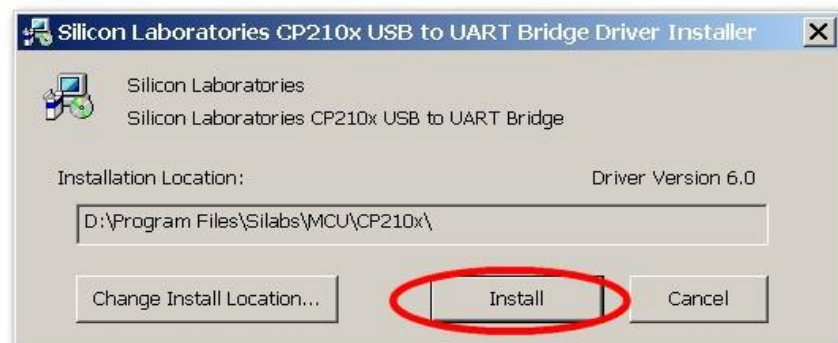 Silicon Laboratories CP210x USB to UART Bridge Driver Installer
Silicon Laboratories
Silicon Laboratories CP210x USB to UART Bridge
Installation Location:
Driver Version 6.0
D:\Program Files\Silabs\MCU\CP210x\
Change Install Location...
Install
Cancel